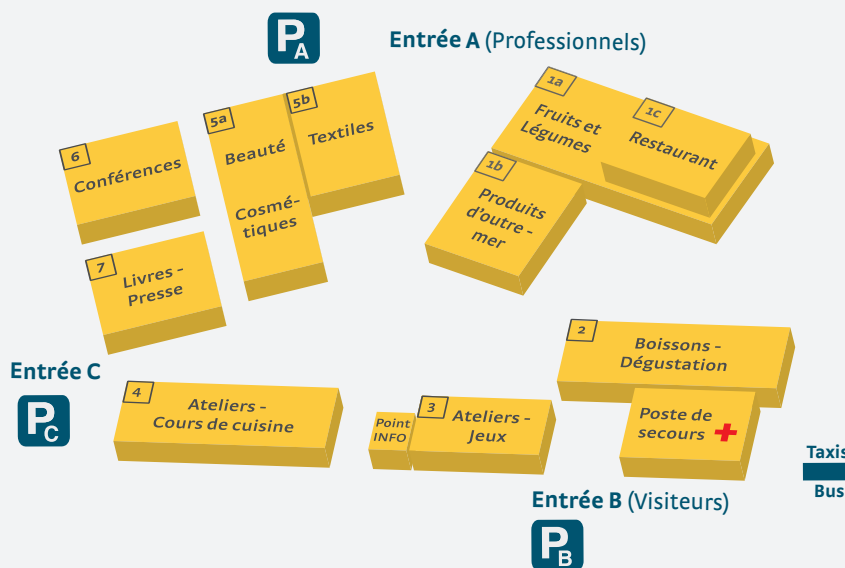 PA
Entrée A (Professionnels)
6
Conférences
5a
Beauté
Cosmé-
tiques
5b
Textiles
1a
Fruits et
Légumes
1c
Restaurant
1b
Produits
d'outre-
mer
7
Livres -
Presse
Entrée C
PC
4
Ateliers -
Cours de cuisine
Point
INFO
3
Ateliers -
Jeux
2
Boissons -
Dégustation
Poste de
secours
Taxis
Bus
Entrée B (Visiteurs)
PB